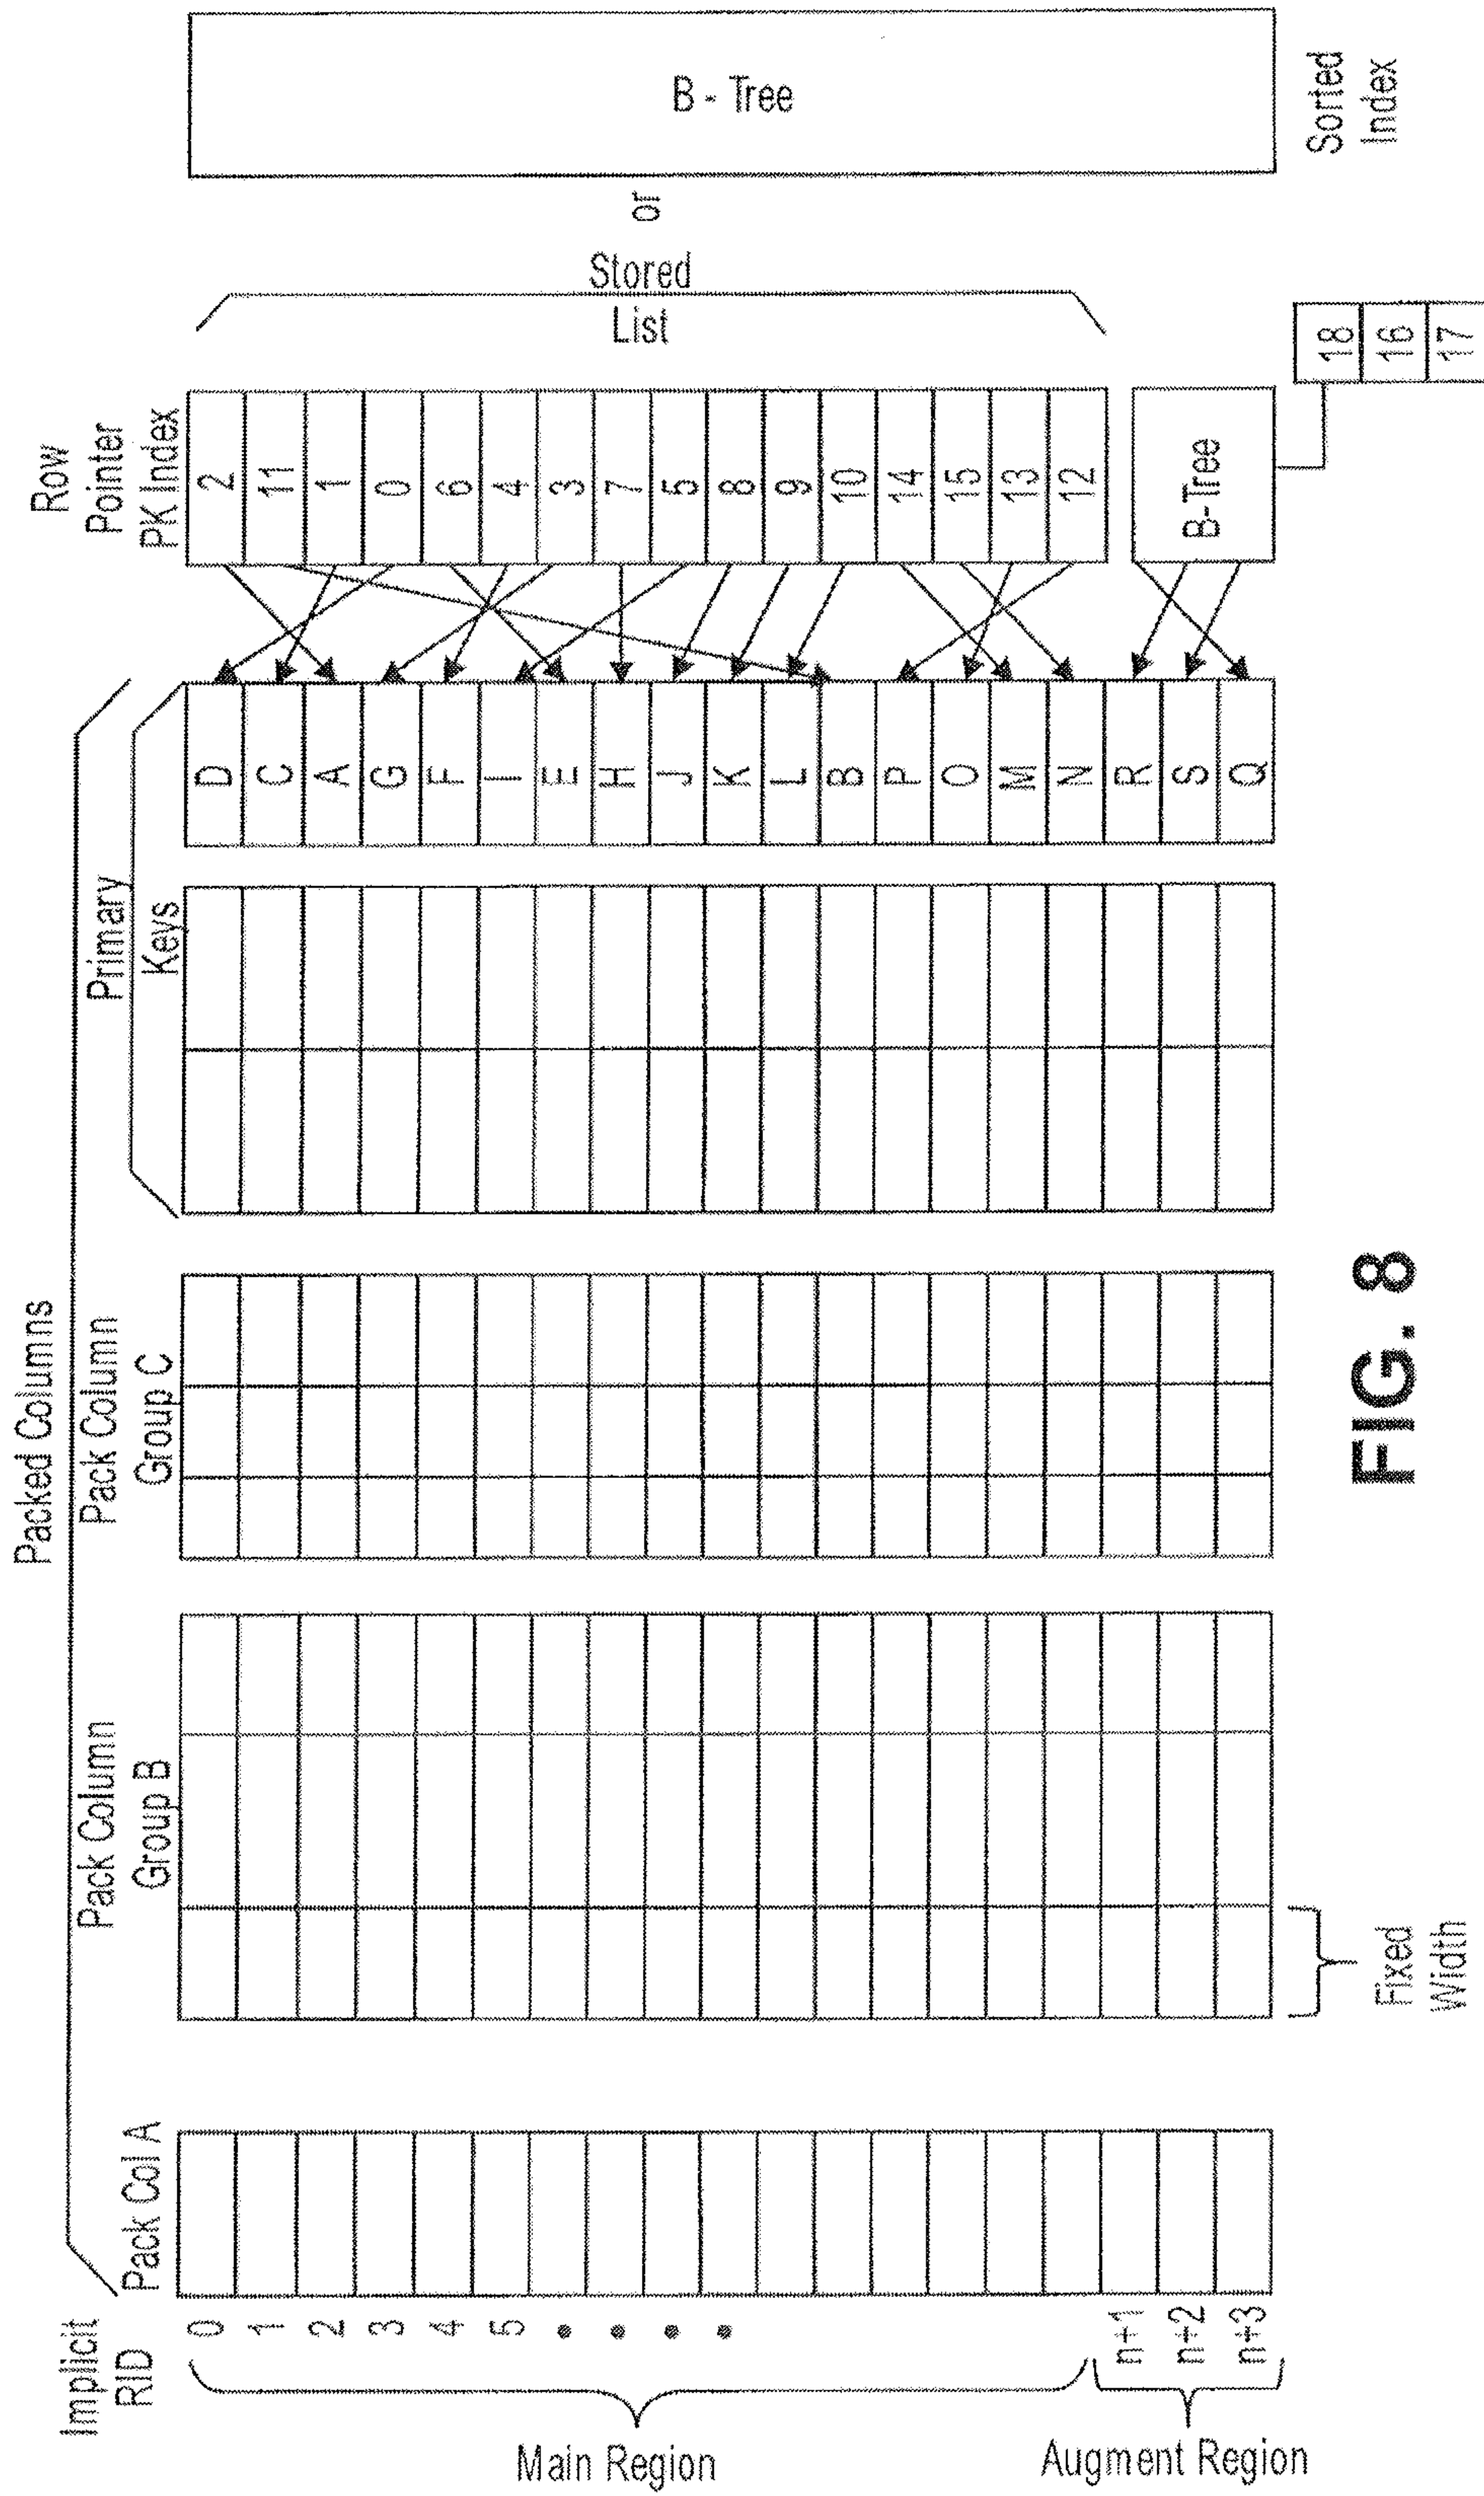 Packed Columns
Implicit
RID
Pack Col A
Pack Column
Group B
Pack Column
Group C
Primary
Keys
Row
Pointer
PK Index
0
1
2
3
4
5
n+1
n+2
n+3
Main Region
Augment Region
D
C
A
G
F
I
E
H
J
K
L
B
P
O
M
N
R
S
Q
2
11
1
0
6
4
3
7
5
8
9
10
14
15
13
12
B-Tree
18
16
17
Stored
List
or
B - Tree
Sorted
Index
Fixed
Width
FIG. 8